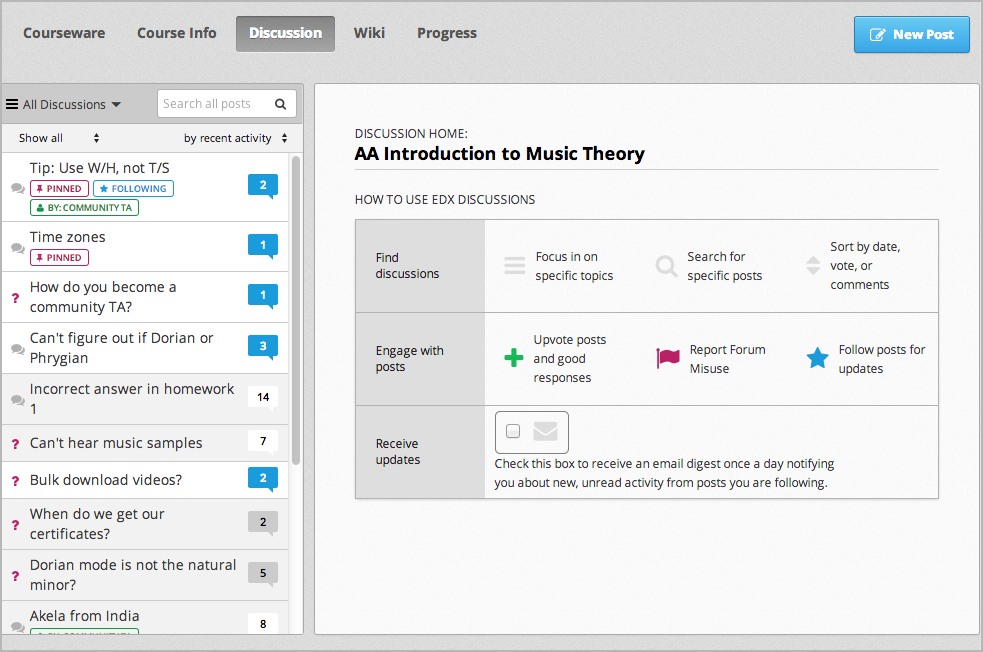 Courseware
Course Info
Discussion
Wiki
Progress
New Post
All Discussions
Search all posts
Show all
by recent activity
Tip: Use W/H, not T/S
2
PINNED
FOLLOWING
BY: COMMUNITY TA
Time zones
1
PINNED
How do you become a
community TA?
1
Can't figure out if Dorian or
Phrygian
3
Incorrect answer in homework
1
14
Can't hear music samples
7
Bulk download videos?
2
When do we get our
certificates?
2
Dorian mode is not the natural
minor?
5
Akela from India
8
DISCUSSION HOME:
AA Introduction to Music Theory
HOW TO USE EDX DISCUSSIONS
Find
discussions
Focus in on
specific topics
Search for
specific posts
Sort by date,
vote, or
comments
Engage with
posts
Upvote posts
and good
responses
Report Forum
Misuse
Follow posts for
updates
Receive
updates
Check this box to receive an email digest once a day notifying
you about new, unread activity from posts you are following.